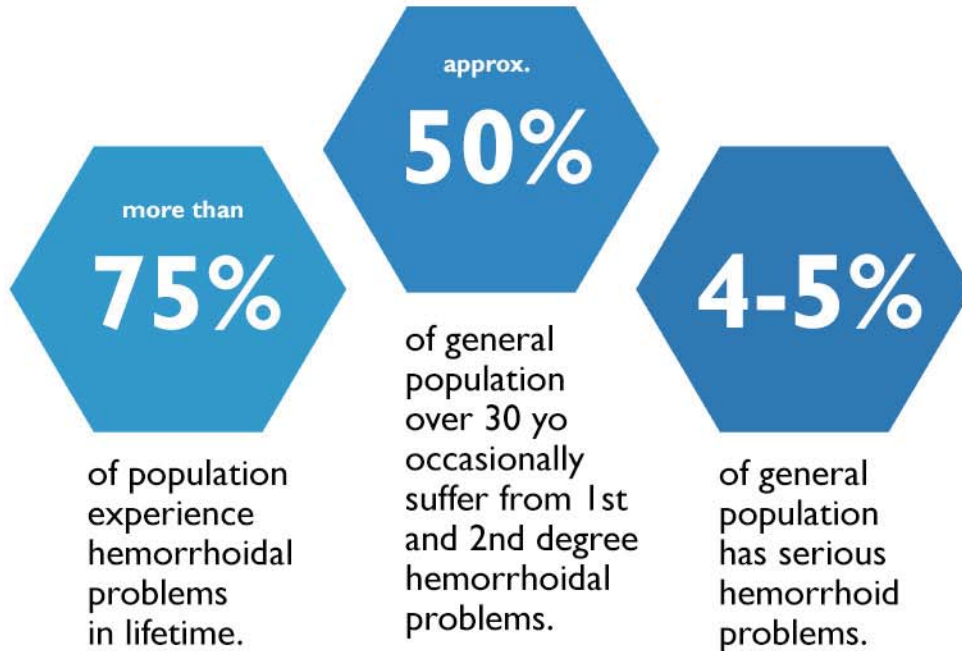 more than
75%
of population
experience
hemorrhoidal
problems
in lifetime.
approx.
50%
of general
population
over 30 yo
occasionally
suffer from 1st
and 2nd degree
hemorrhoidal
problems.
4-5%
of general
population
has serious
hemorrhoid
problems.